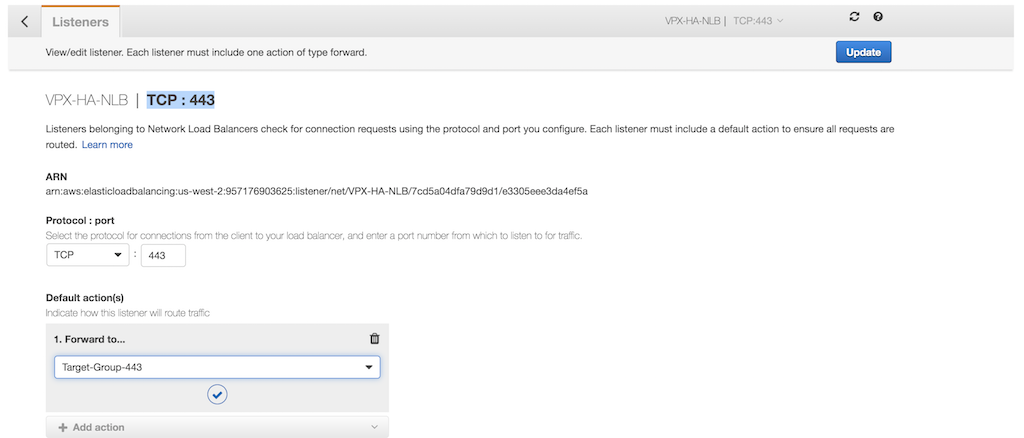 Listeners
VPX-HA-NLB | TCP:443
View/edit listener. Each listener must include one action of type forward.
Update
VPX-HA-NLB | TCP : 443
Listeners belonging to Network Load Balancers check for connection requests using the protocol and port you configure. Each listener must include a default action to ensure all requests are
routed. Learn more
ARN
arn:aws:elasticloadbalancing:us-west-2:957176903625:listener/net/VPX-HA-NLB/7cd5a04dfa79d9d1/e3305eee3da4ef5a
Protocol : port
Select the protocol for connections from the client to your load balancer, and enter a port number from which to listen to for traffic.
TCP : 443
Default action(s)
Indicate how this listener will route traffic
1. Forward to...
Target-Group-443
Add action